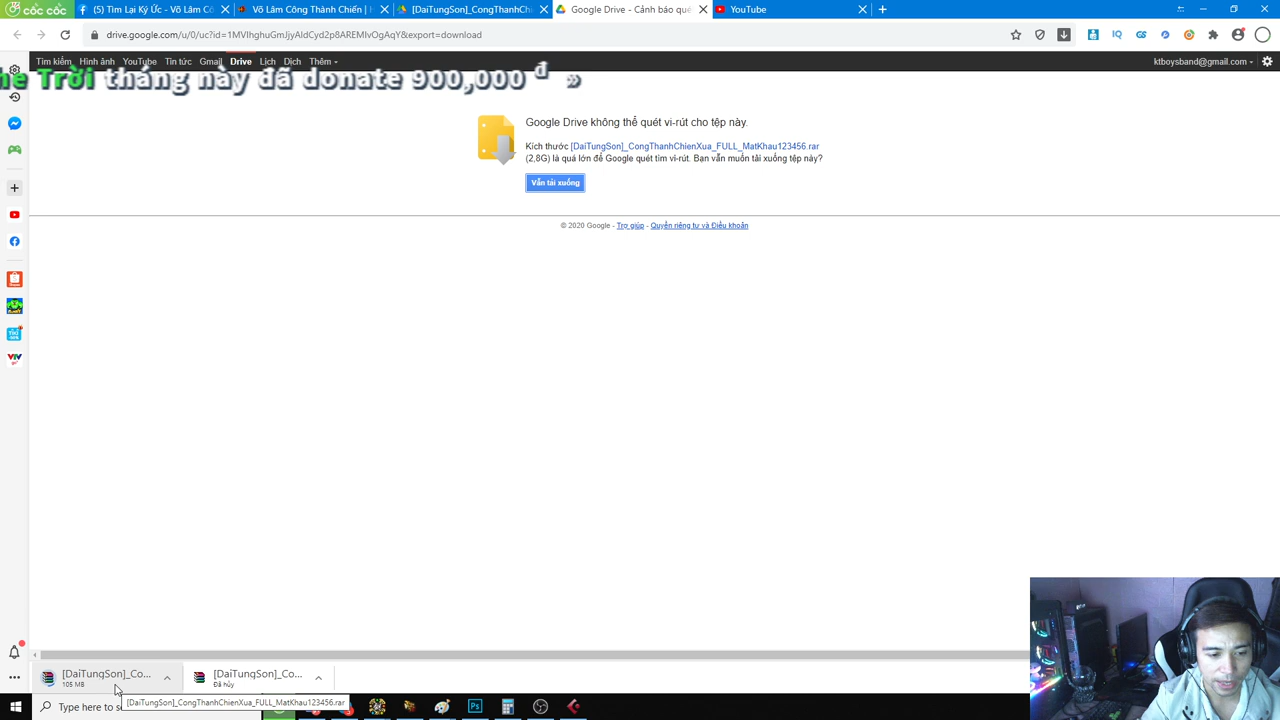 cốc cốc
(5) Tìm Lại Ký Ức - Võ Lâm Cô
Võ Lâm Công Thành Chiến | H
[DaiTungSon]_CongThanhCh
Google Drive - Cảnh báo qué
YouTube
drive.google.com/u/0/uc?id=1MVIhghuGmJjyAldCyd2p8AREMlvOgAqY&export=download
Tìm kiếm Hình ảnh YouTube Tin tức Gmail Drive Lịch Dịch Thêm
ktboysband@gmail.com
he Trời tháng này đã donate 900,000 đ »
Google Drive không thể quét vi-rút cho tệp này.
Kích thước [DaiTungSon]_CongThanhChienXua_FULL_MatKhau123456.rar
(2,8G) là quá lớn để Google quét tìm vi-rút. Bạn vẫn muốn tải xuống tệp này?
Vẫn tải xuống
© 2020 Google - Trợ giúp - Quyền riêng tư và Điều khoản
[DaiTungSon]_Co...
105 MB
[DaiTungSon]_Co...
Đã hủy
[DaiTungSon]_CongThanhChienXua_FULL_MatKhau123456.rar
Type here to s